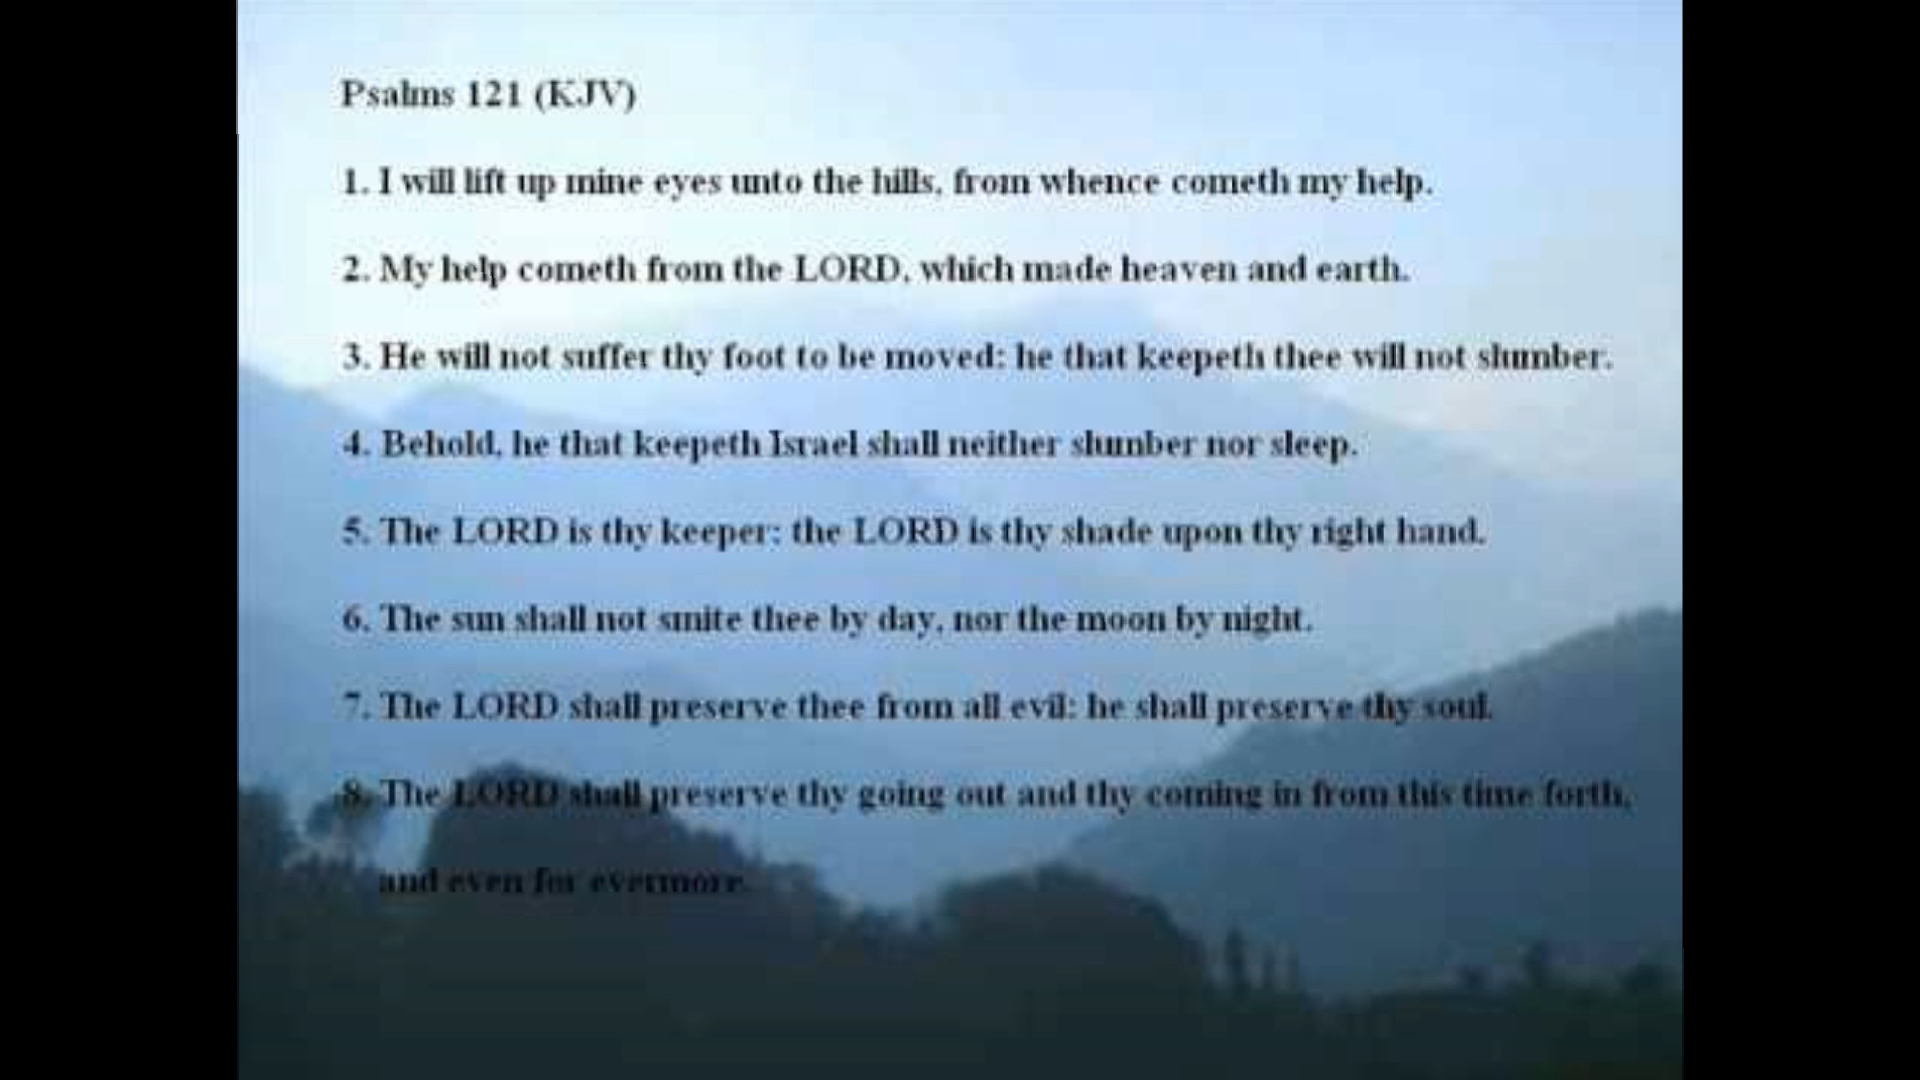 Psalms 121 (KJV)
1. I will lift up mine eyes unto the hills, from whence cometh my help.
2. My help cometh from the LORD, which made heaven and earth.
3. He will not suffer thy foot to be moved: he that keepeth thee will not slumber.
4. Behold, he that keepeth Israel shall neither slumber nor sleep.
5. The LORD is thy keeper: the LORD is thy shade upon thy right hand.
6. The sun shall not smite thee by day, nor the moon by night.
7. The LORD shall preserve thee from all evil: he shall preserve thy soul.
8. The LORD shall preserve thy going out and thy coming in from this time forth,
and even for evermore.